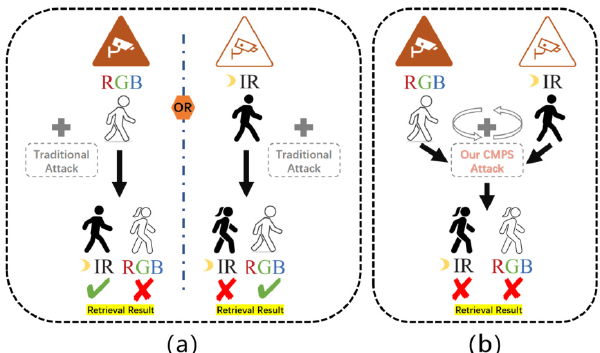 RGB
IR
OR
Traditional
Attack
Traditional
Attack
IR
RGB
IR
RGB
Retrieval Result
Retrieval Result
(a)
RGB
IR
Our CMPS
Attack
IR
RGB
Retrieval Result
(b)